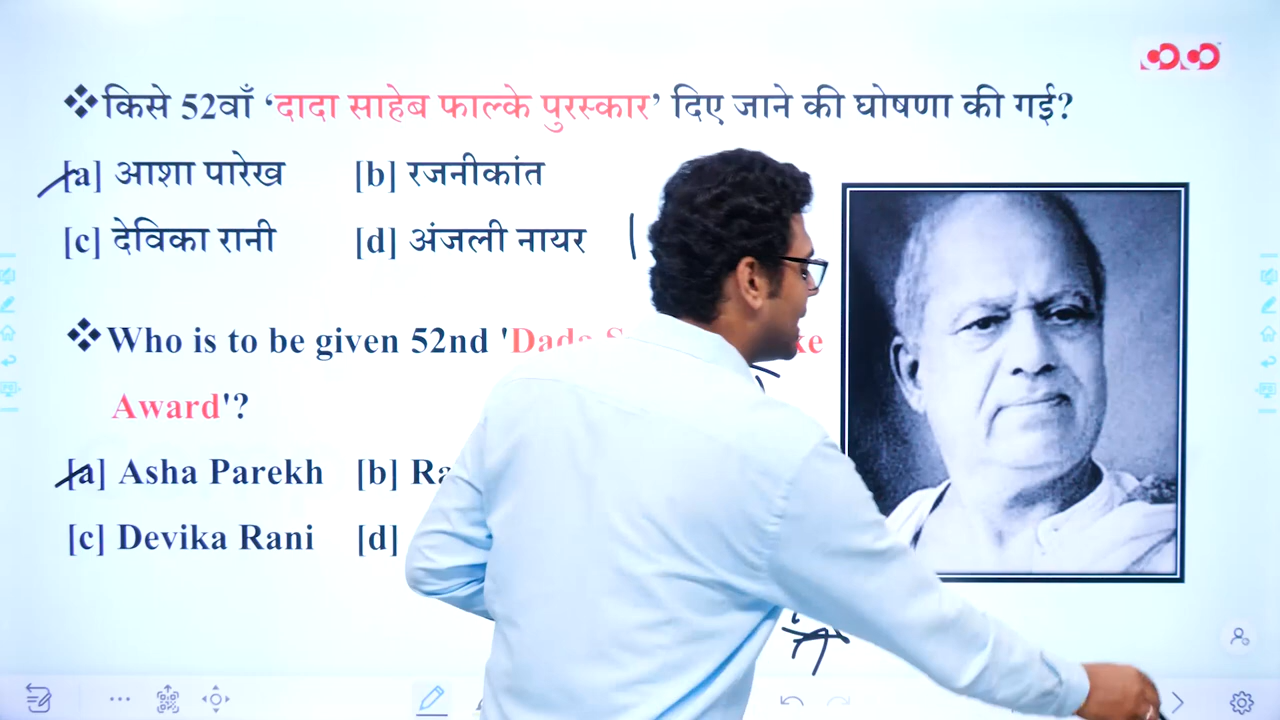 ❖किसे 52वाँ ‘दादा साहेब फाल्के पुरस्कार’ दिए जाने की घोषणा की गई?
[a] आशा पारेख [b] रजनीकांत
[c] देविका रानी [d] अंजली नायर
❖Who is to be given 52nd 'Dada
Award'?
[a] Asha Parekh [b]
[c] Devika Rani [d]